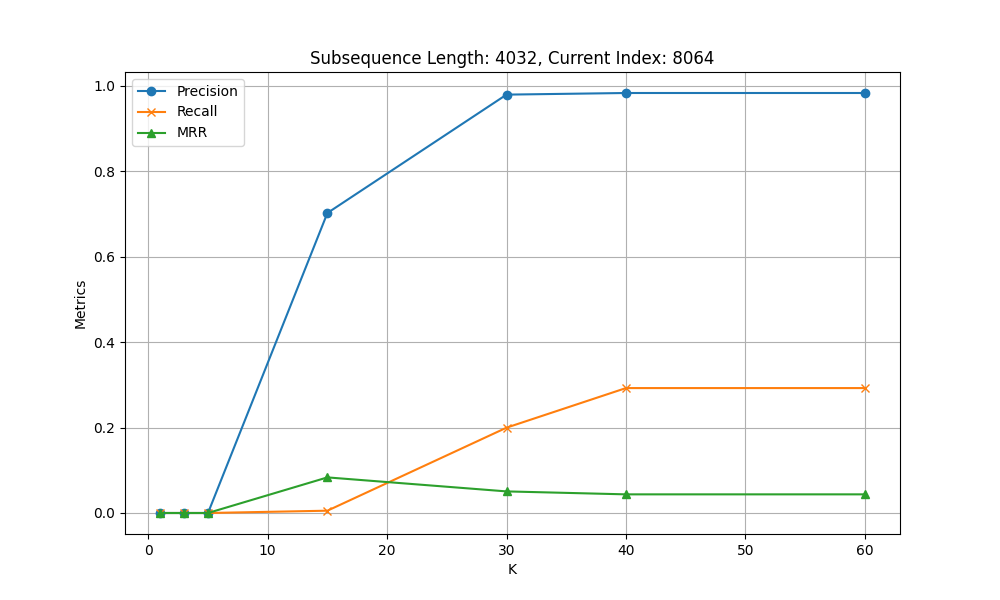 Subsequence Length: 4032, Current Index: 8064
Precision
Recall
MRR
1.0
0.8
0.6
0.4
0.2
0.0
Metrics
0 10 20 30 40 50 60
K